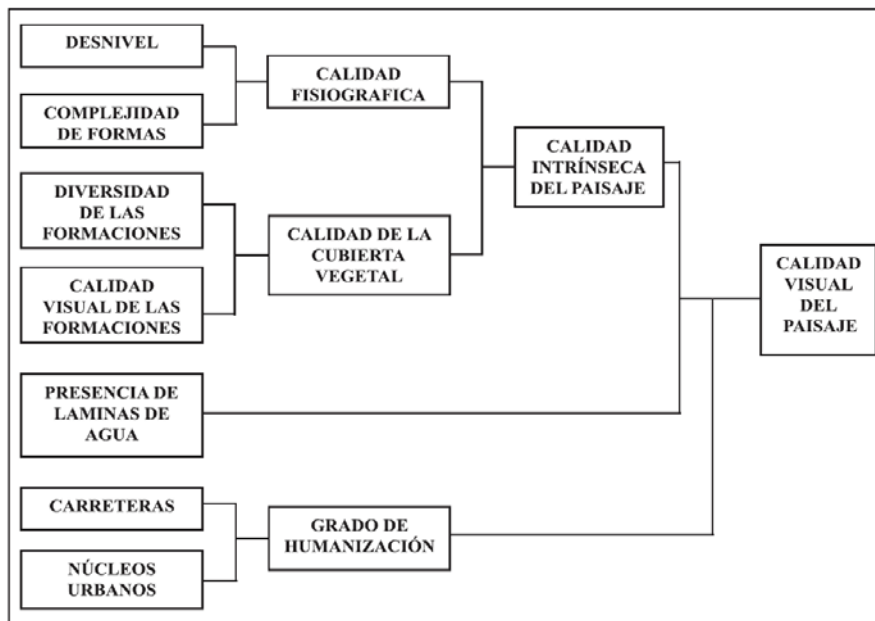 DESNIVEL
COMPLEJIDAD
DE FORMAS
DIVERSIDAD
DE LAS
FORMACIONES
CALIDAD
VISUAL DE LAS
FORMACIONES
PRESENCIA DE
LAMINAS DE
AGUA
CARRETERAS
NÚCLEOS
URBANOS
CALIDAD
FISIOGRAFICA
CALIDAD DE LA
CUBIERTA
VEGETAL
GRADO DE
HUMANIZACIÓN
CALIDAD
INTRÍNSECA
DEL PAISAJE
CALIDAD
VISUAL
DEL
PAISAJE